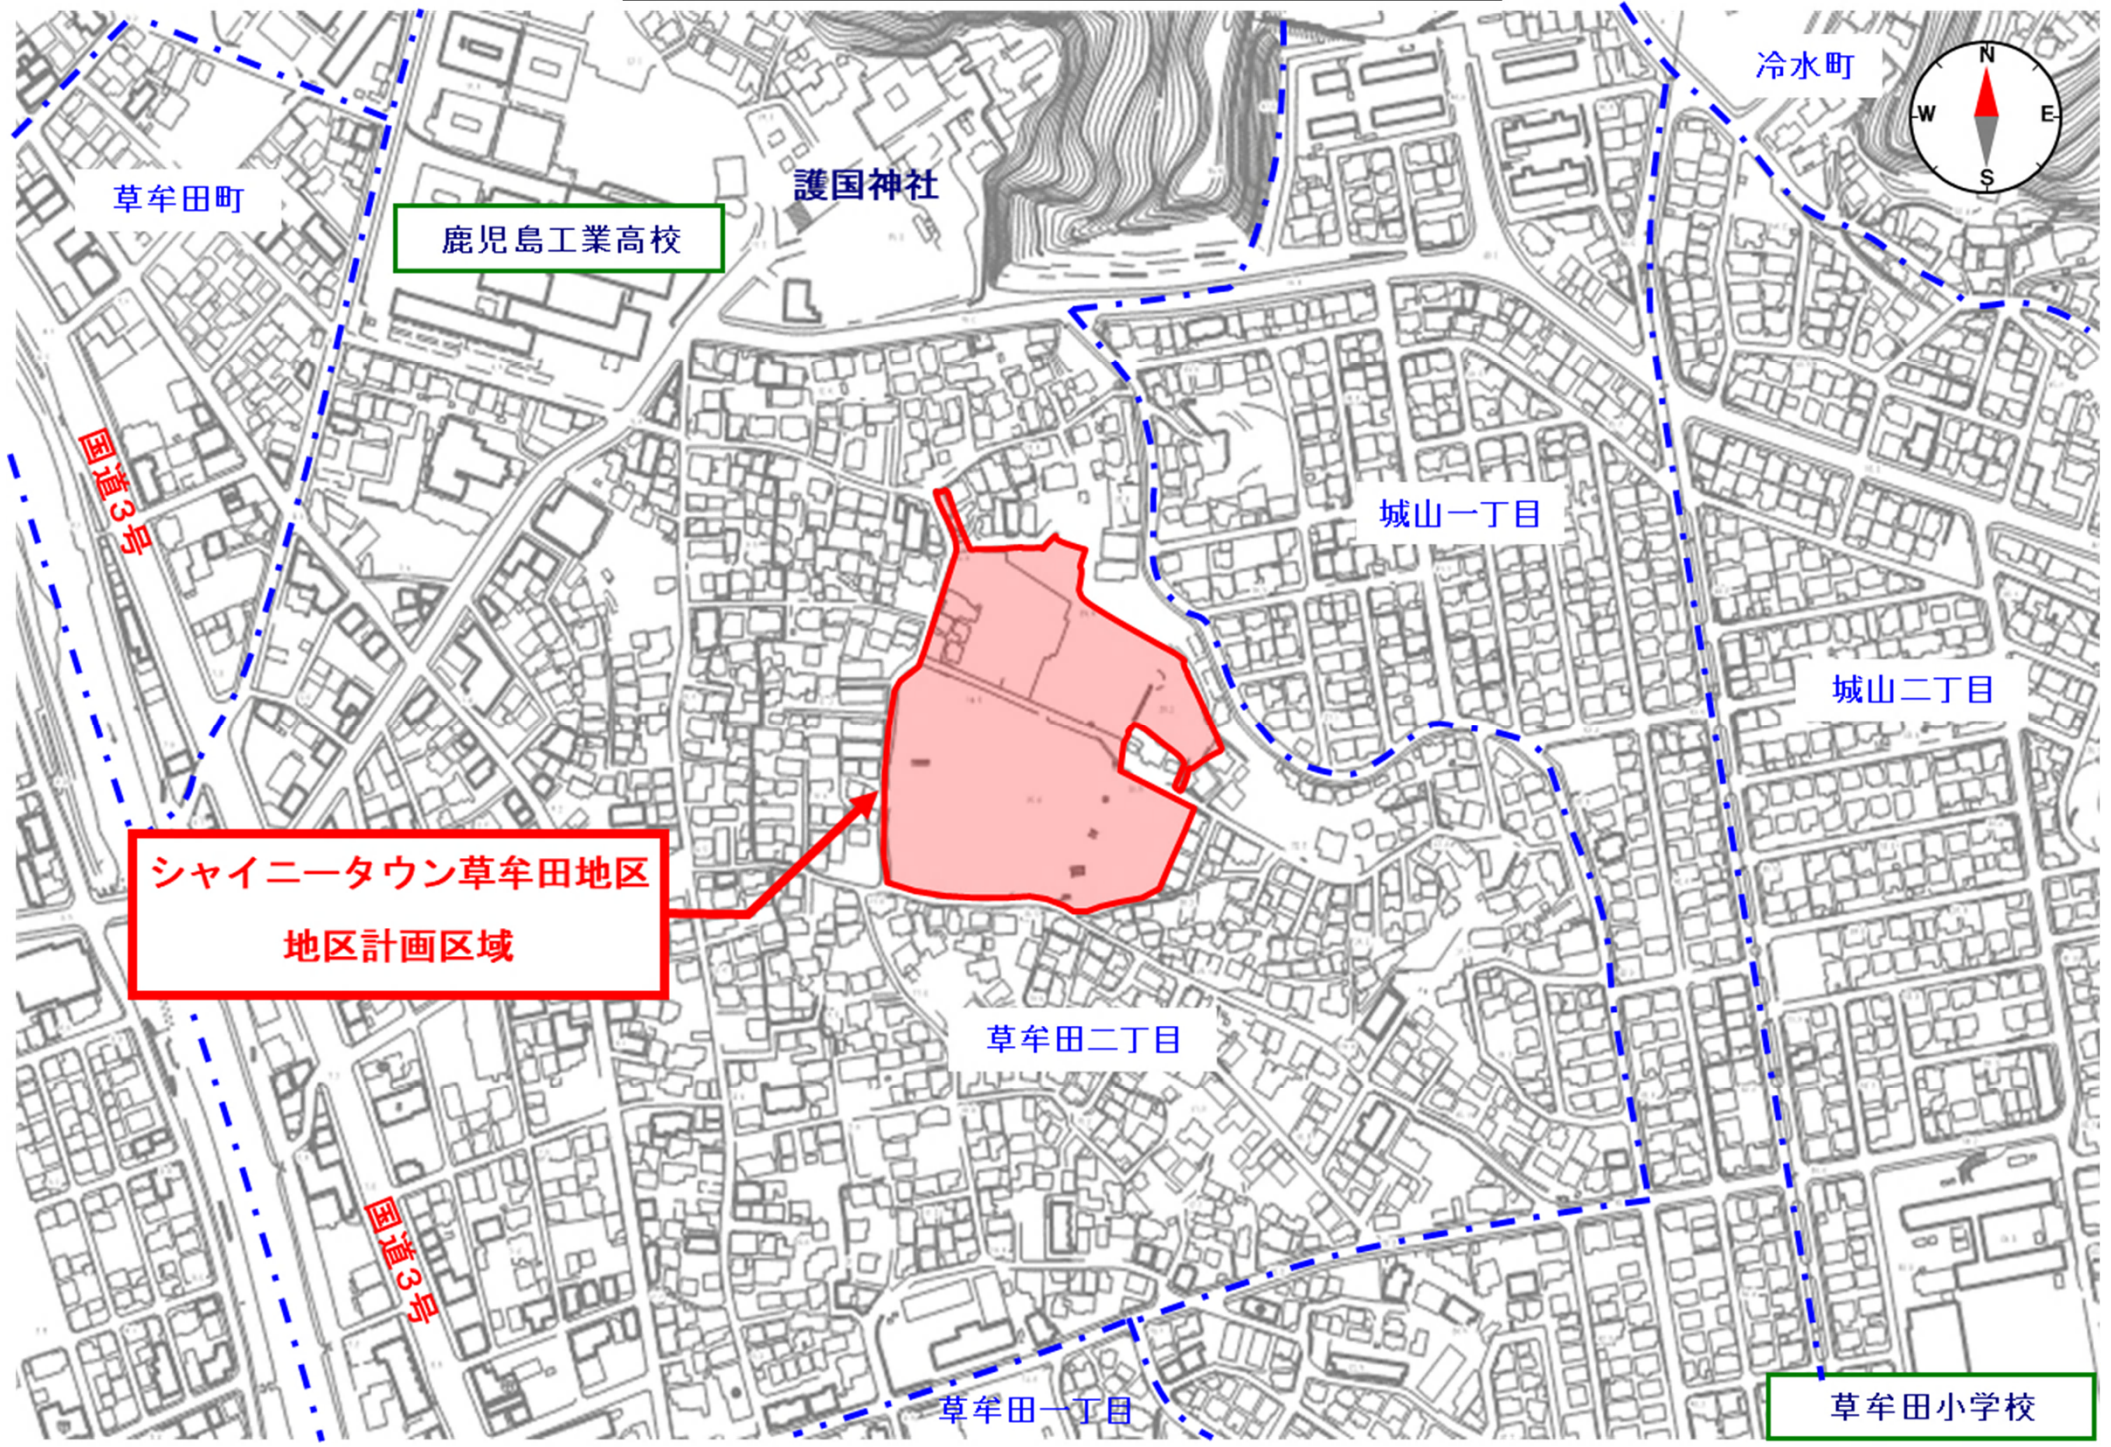 冷水町
N
W
E
S
護国神社
草牟田町
鹿児島工業高校
国道3号
城山一丁目
城山二丁目
シャイニータウン草牟田地区
地区計画区域
草牟田二丁目
国道3号
草牟田一丁目
草牟田小学校